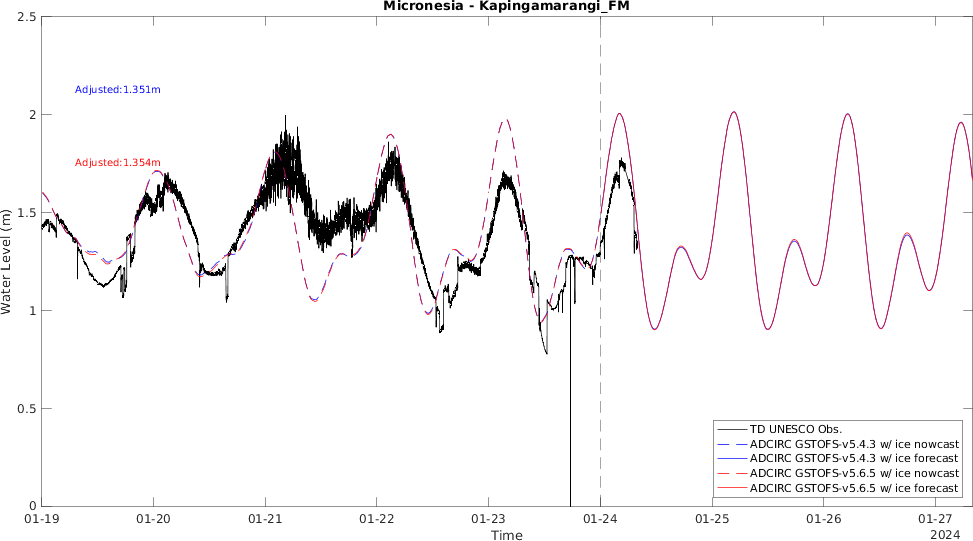 Micronesia - Kapingamarangi_FM
2.5
2
1.5
1
0.5
0
Water Level (m)
Adjusted:1.351m
Adjusted:1.354m
TD UNESCO Obs.
ADCIRC GSTOFS-v5.4.3 w/ ice nowcast
ADCIRC GSTOFS-v5.4.3 w/ ice forecast
ADCIRC GSTOFS-v5.6.5 w/ ice nowcast
ADCIRC GSTOFS-v5.6.5 w/ ice forecast
01-19 01-20 01-21 01-22 01-23 01-24 01-25 01-26 01-27
Time
2024